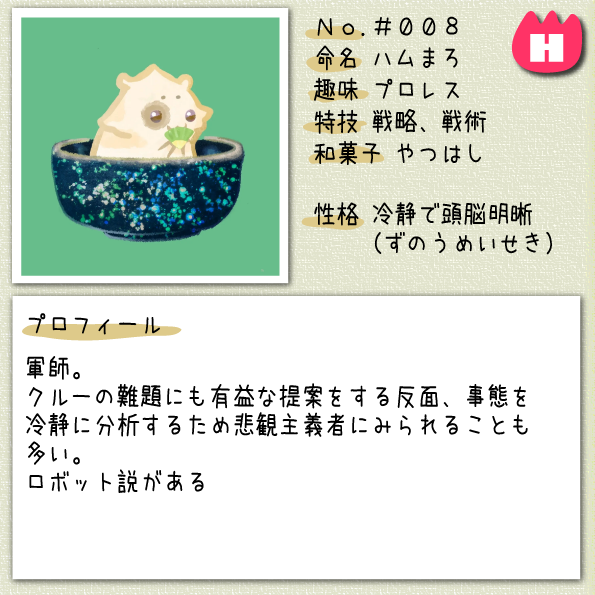 No.#008
H
命名 ハムまろ
趣味 プロレス
特技 戦略、戦術
和菓子 やつはし
性格 冷静で頭脳明晰
(ずのうめいせき)
プロフィール
軍師。
クルーの難題にも有益な提案をする反面、事態を
冷静に分析するため悲観主義者にみられることも
多い。
ロボット説がある